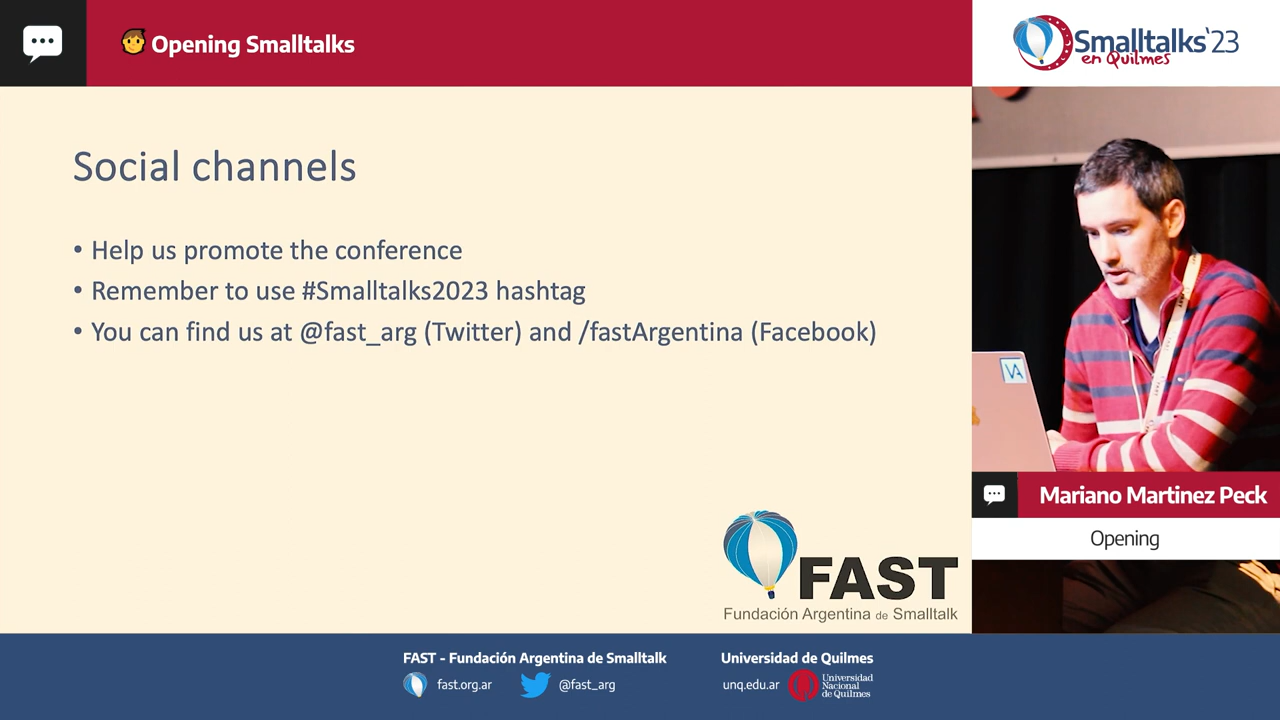 Opening Smalltalks
Smalltalks'23
en Quilmes
Social channels
• Help us promote the conference
• Remember to use #Smalltalks2023 hashtag
• You can find us at @fast_arg (Twitter) and /fastArgentina (Facebook)
VA
Mariano Martinez Peck
Opening
FAST
Fundación Argentina de Smalltalk
FAST - Fundación Argentina de Smalltalk
fast.org.ar
@fast_arg
Universidad de Quilmes
unq.edu.ar
Universidad
Nacional
de Quilmes